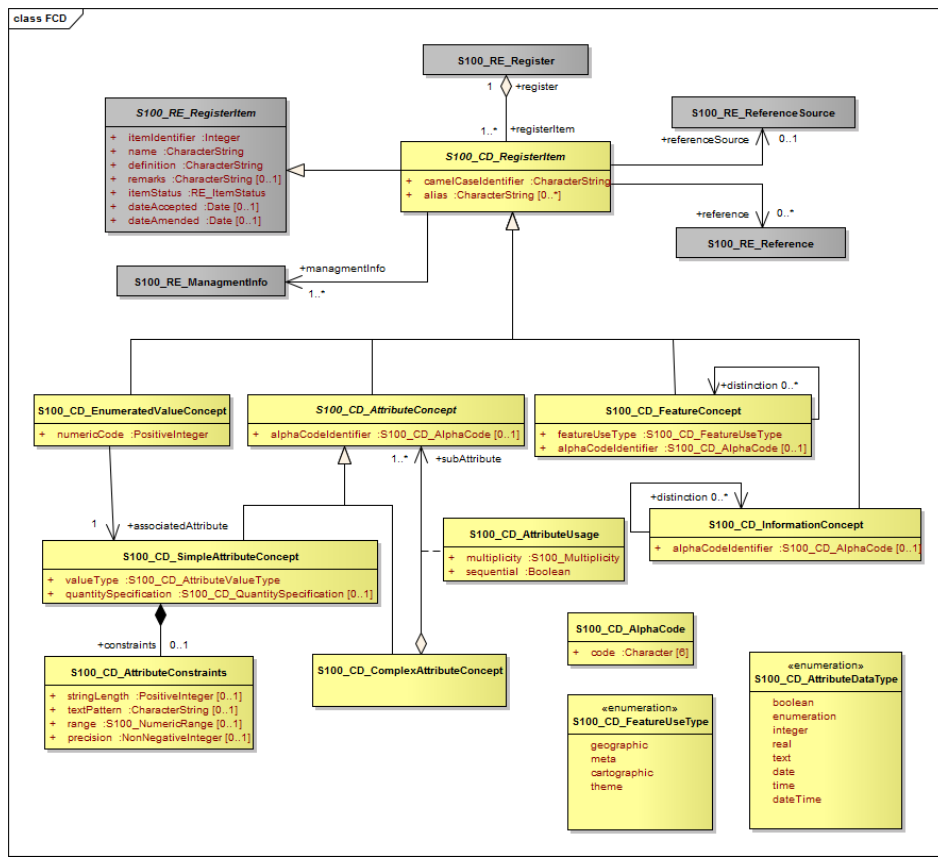 class FCD
S100_RE_Register
1
+register
1..*
+registerItem
S100_RE_RegisterItem
+ itemIdentifier :Integer
+ name :CharacterString
+ definition :CharacterString
+ remarks :CharacterString [0..1]
+ itemStatus :RE_ItemStatus
+ dateAccepted :Date [0..1]
+ dateAmended :Date [0..1]
S100_CD_RegisterItem
+ camelCaseIdentifier :CharacterString
+ alias :CharacterString [0..*]
S100_RE_ReferenceSource
+referenceSource
0..1
+reference
0..*
S100_RE_Reference
+managmentInfo
1..*
S100_RE_ManagmentInfo
S100_CD_EnumeratedValueConcept
+ numericCode :PositiveInteger
S100_CD_AttributeConcept
+ alphaCodeIdentifier :S100_CD_AlphaCode [0..1]
+distinction 0..*
S100_CD_FeatureConcept
+ featureUseType :S100_CD_FeatureUseType
+ alphaCodeIdentifier :S100_CD_AlphaCode [0..1]
1..*
+subAttribute
+distinction 0..*
S100_CD_InformationConcept
+ alphaCodeIdentifier :S100_CD_AlphaCode [0..1]
1
+associatedAttribute
S100_CD_SimpleAttributeConcept
+ valueType :S100_CD_AttributeValueType
+ quantitySpecification :S100_CD_QuantitySpecification [0..1]
S100_CD_AttributeUsage
+ multiplicity :S100_Multiplicity
+ sequential :Boolean
+constraints
0..1
S100_CD_AttributeConstraints
+ stringLength :PositiveInteger [0..1]
+ textPattern :CharacterString [0..1]
+ range :S100_NumericRange [0..1]
+ precision :NonNegativeInteger [0..1]
S100_CD_ComplexAttributeConcept
S100_CD_AlphaCode
+ code :Character [6]
«enumeration»
S100_CD_FeatureUseType
geographic
meta
cartographic
theme
«enumeration»
S100_CD_AttributeDataType
boolean
enumeration
integer
real
text
date
time
dateTime